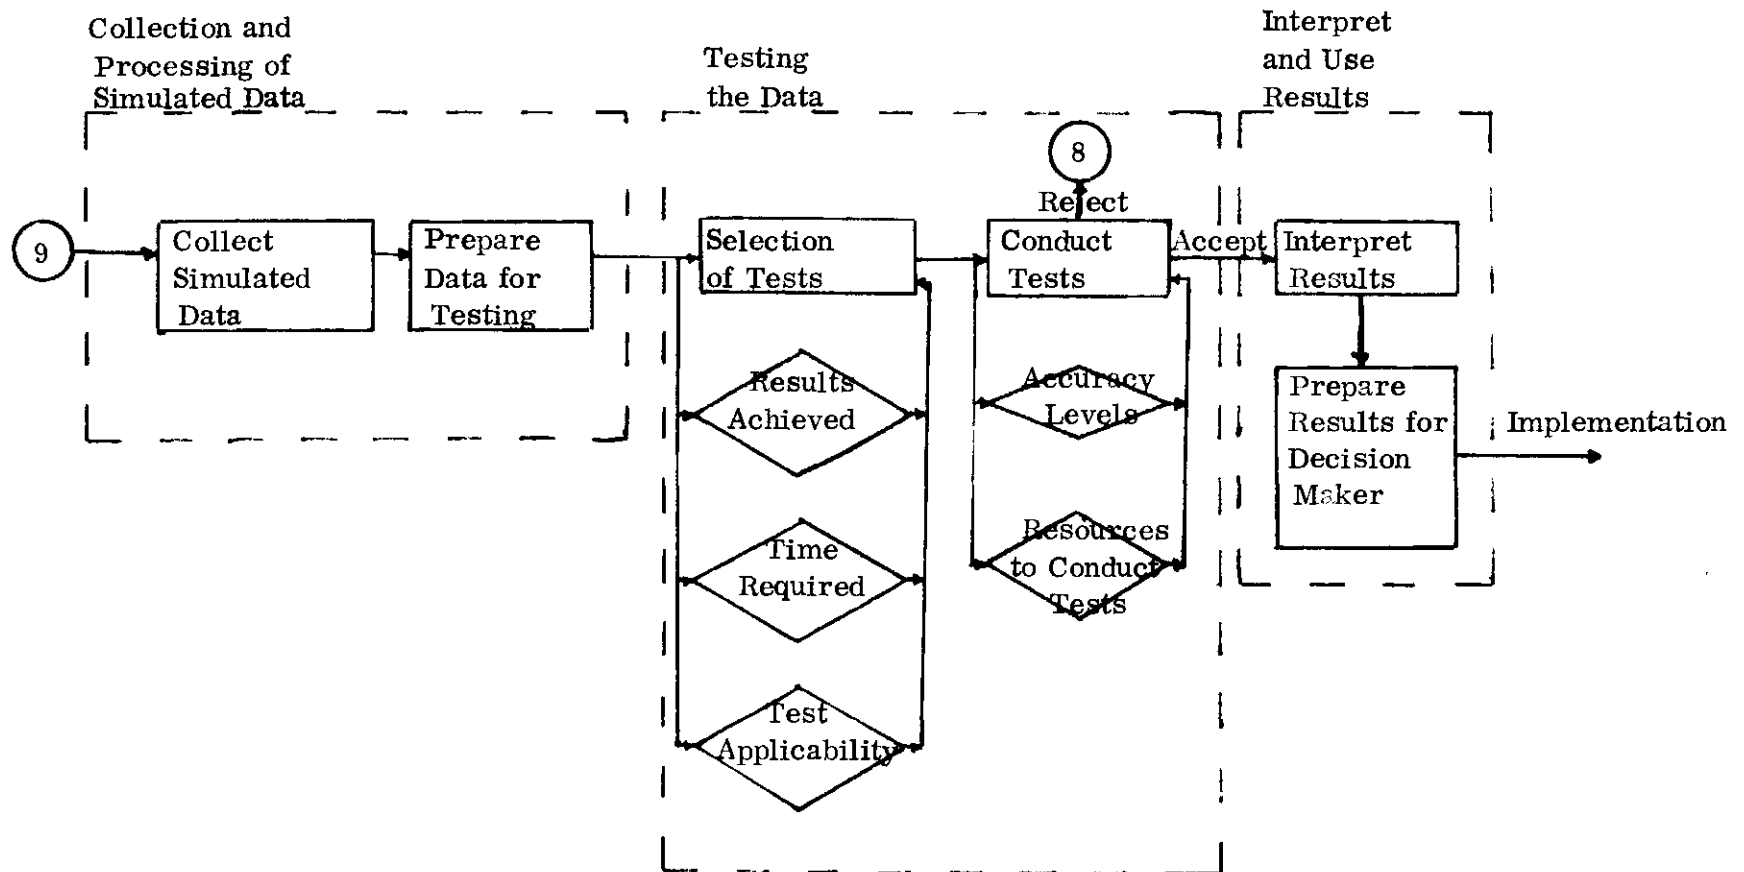 Collection and
Processing of
Simulated Data
Testing
the Data
Interpret
and Use
Results
9
Collect
Simulated
Data
Prepare
Data for
Testing
Selection
of Tests
Results
Achieved
Time
Required
Test
Applicability
8
Reject
Conduct
Tests
Accept
Accuracy
Levels
Resources
to Conduct
Tests
Interpret
Results
Prepare
Results for
Decision
Maker
Implementation